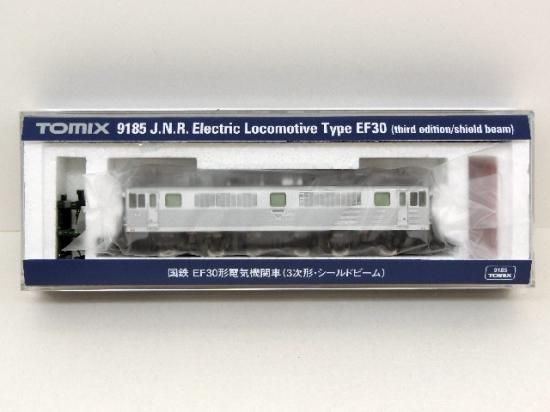 TOMIX 9185 J.N.R. Electric Locomotive Type EF30 (third edition/shield beam)
国鉄 EF30形電気機関車(3次形・シールドビーム)
9185
TOMIX